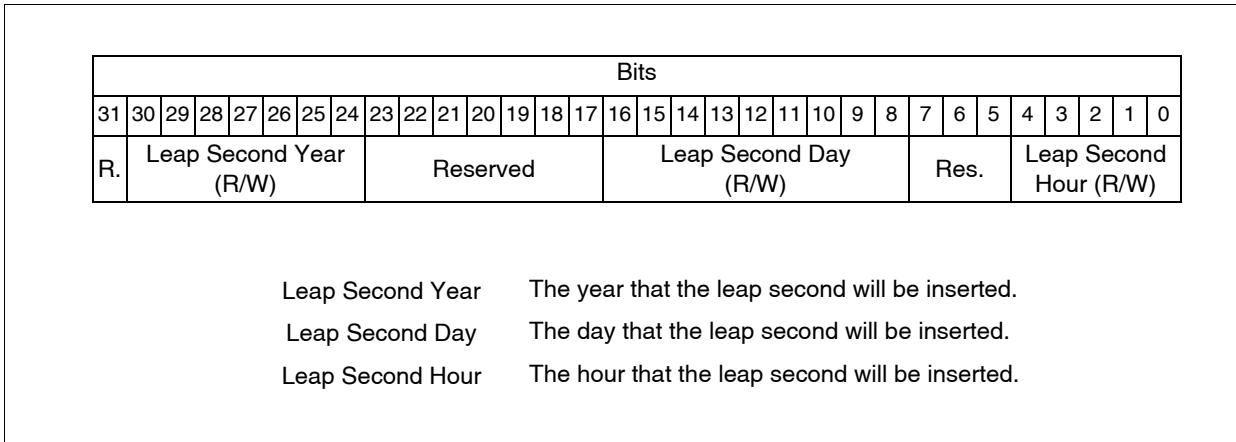 Bits
31 30 29 28 27 26 25 24 23 22 21 20 19 18 17 16 15 14 13 12 11 10 9 8 7 6 5 4 3 2 1 0
R. Leap Second Year (R/W) Reserved Leap Second Day (R/W) Res. Leap Second Hour (R/W)
Leap Second Year The year that the leap second will be inserted.
Leap Second Day The day that the leap second will be inserted.
Leap Second Hour The hour that the leap second will be inserted.